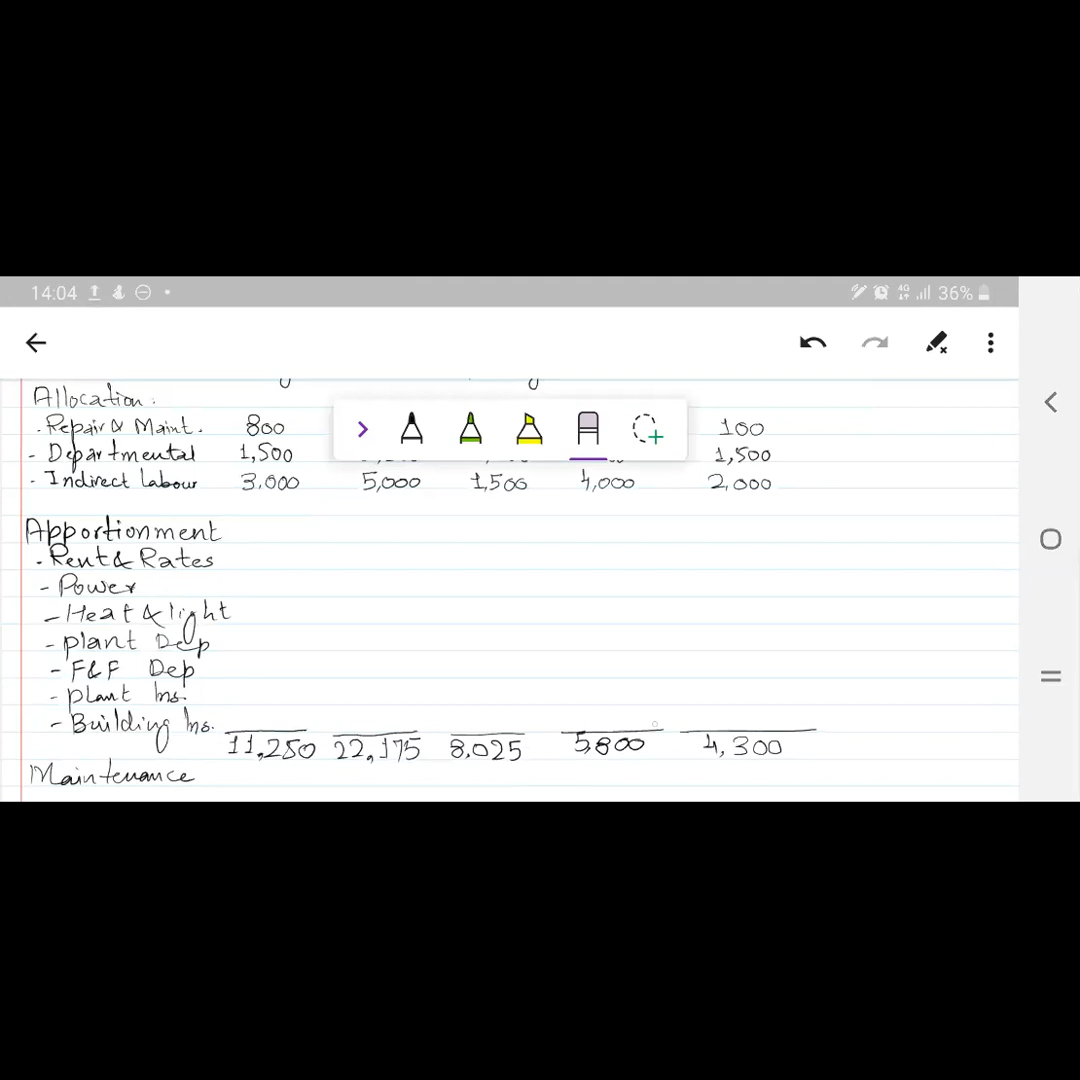 14:04 4G 36%
Allocation:
- Repair & Maint. 800 100
- Departmental 1,500 1,500
- Indirect Labour 3,000 5,000 1,500 4,000 2,000
Apportionment
- Rent & Rates
- Power
- Heat & light
- plant Dep
- F&F Dep
- plant Ins.
- Building Ins.
11,250 22,175 8,025 5,800 4,300
Maintenance